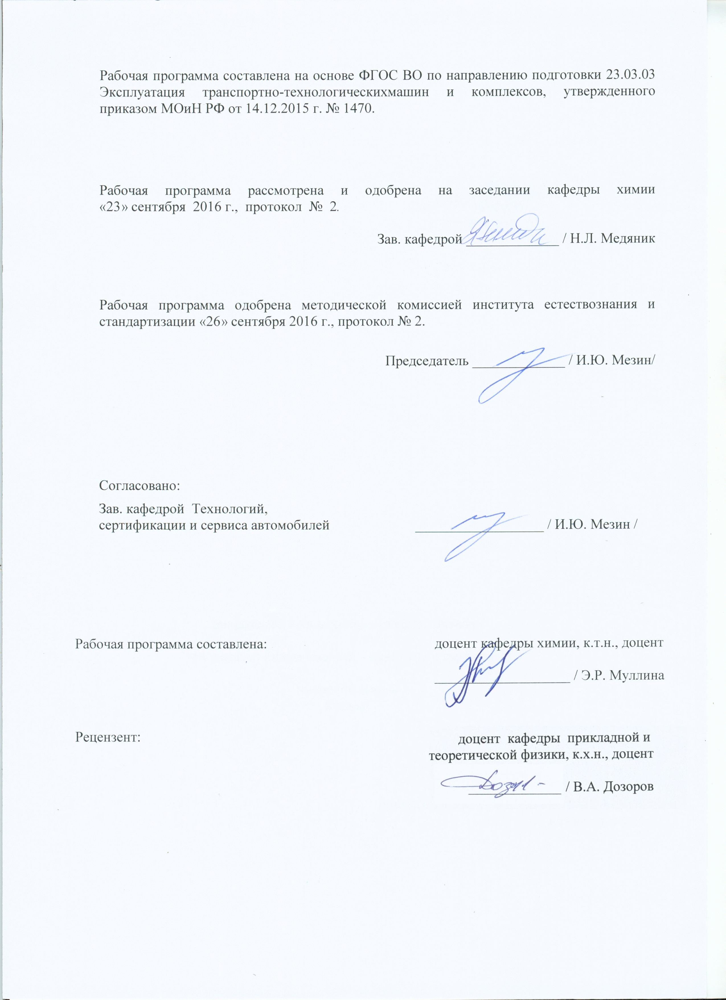 Рабочая программа составлена на основе ФГОС ВО по направлению подготовки 23.03.03
Эксплуатация транспортно-технологическихмашин и комплексов, утвержденного
приказом МОиН РФ от 14.12.2015 г. № 1470.
Рабочая программа рассмотрена и одобрена на заседании кафедры химии
«23» сентября 2016 г., протокол № 2.
Зав. кафедрой ____________ / Н.Л. Медяник
Рабочая программа одобрена методической комиссией института естествознания и
стандартизации «26» сентября 2016 г., протокол № 2.
Председатель ____________ / И.Ю. Мезин/
Согласовано:
Зав. кафедрой Технологий,
сертификации и сервиса автомобилей ________________ / И.Ю. Мезин /
Рабочая программа составлена: доцент кафедры химии, к.т.н., доцент
_________________ / Э.Р. Муллина
Рецензент: доцент кафедры прикладной и
теоретической физики, к.х.н., доцент
____________ / В.А. Дозоров